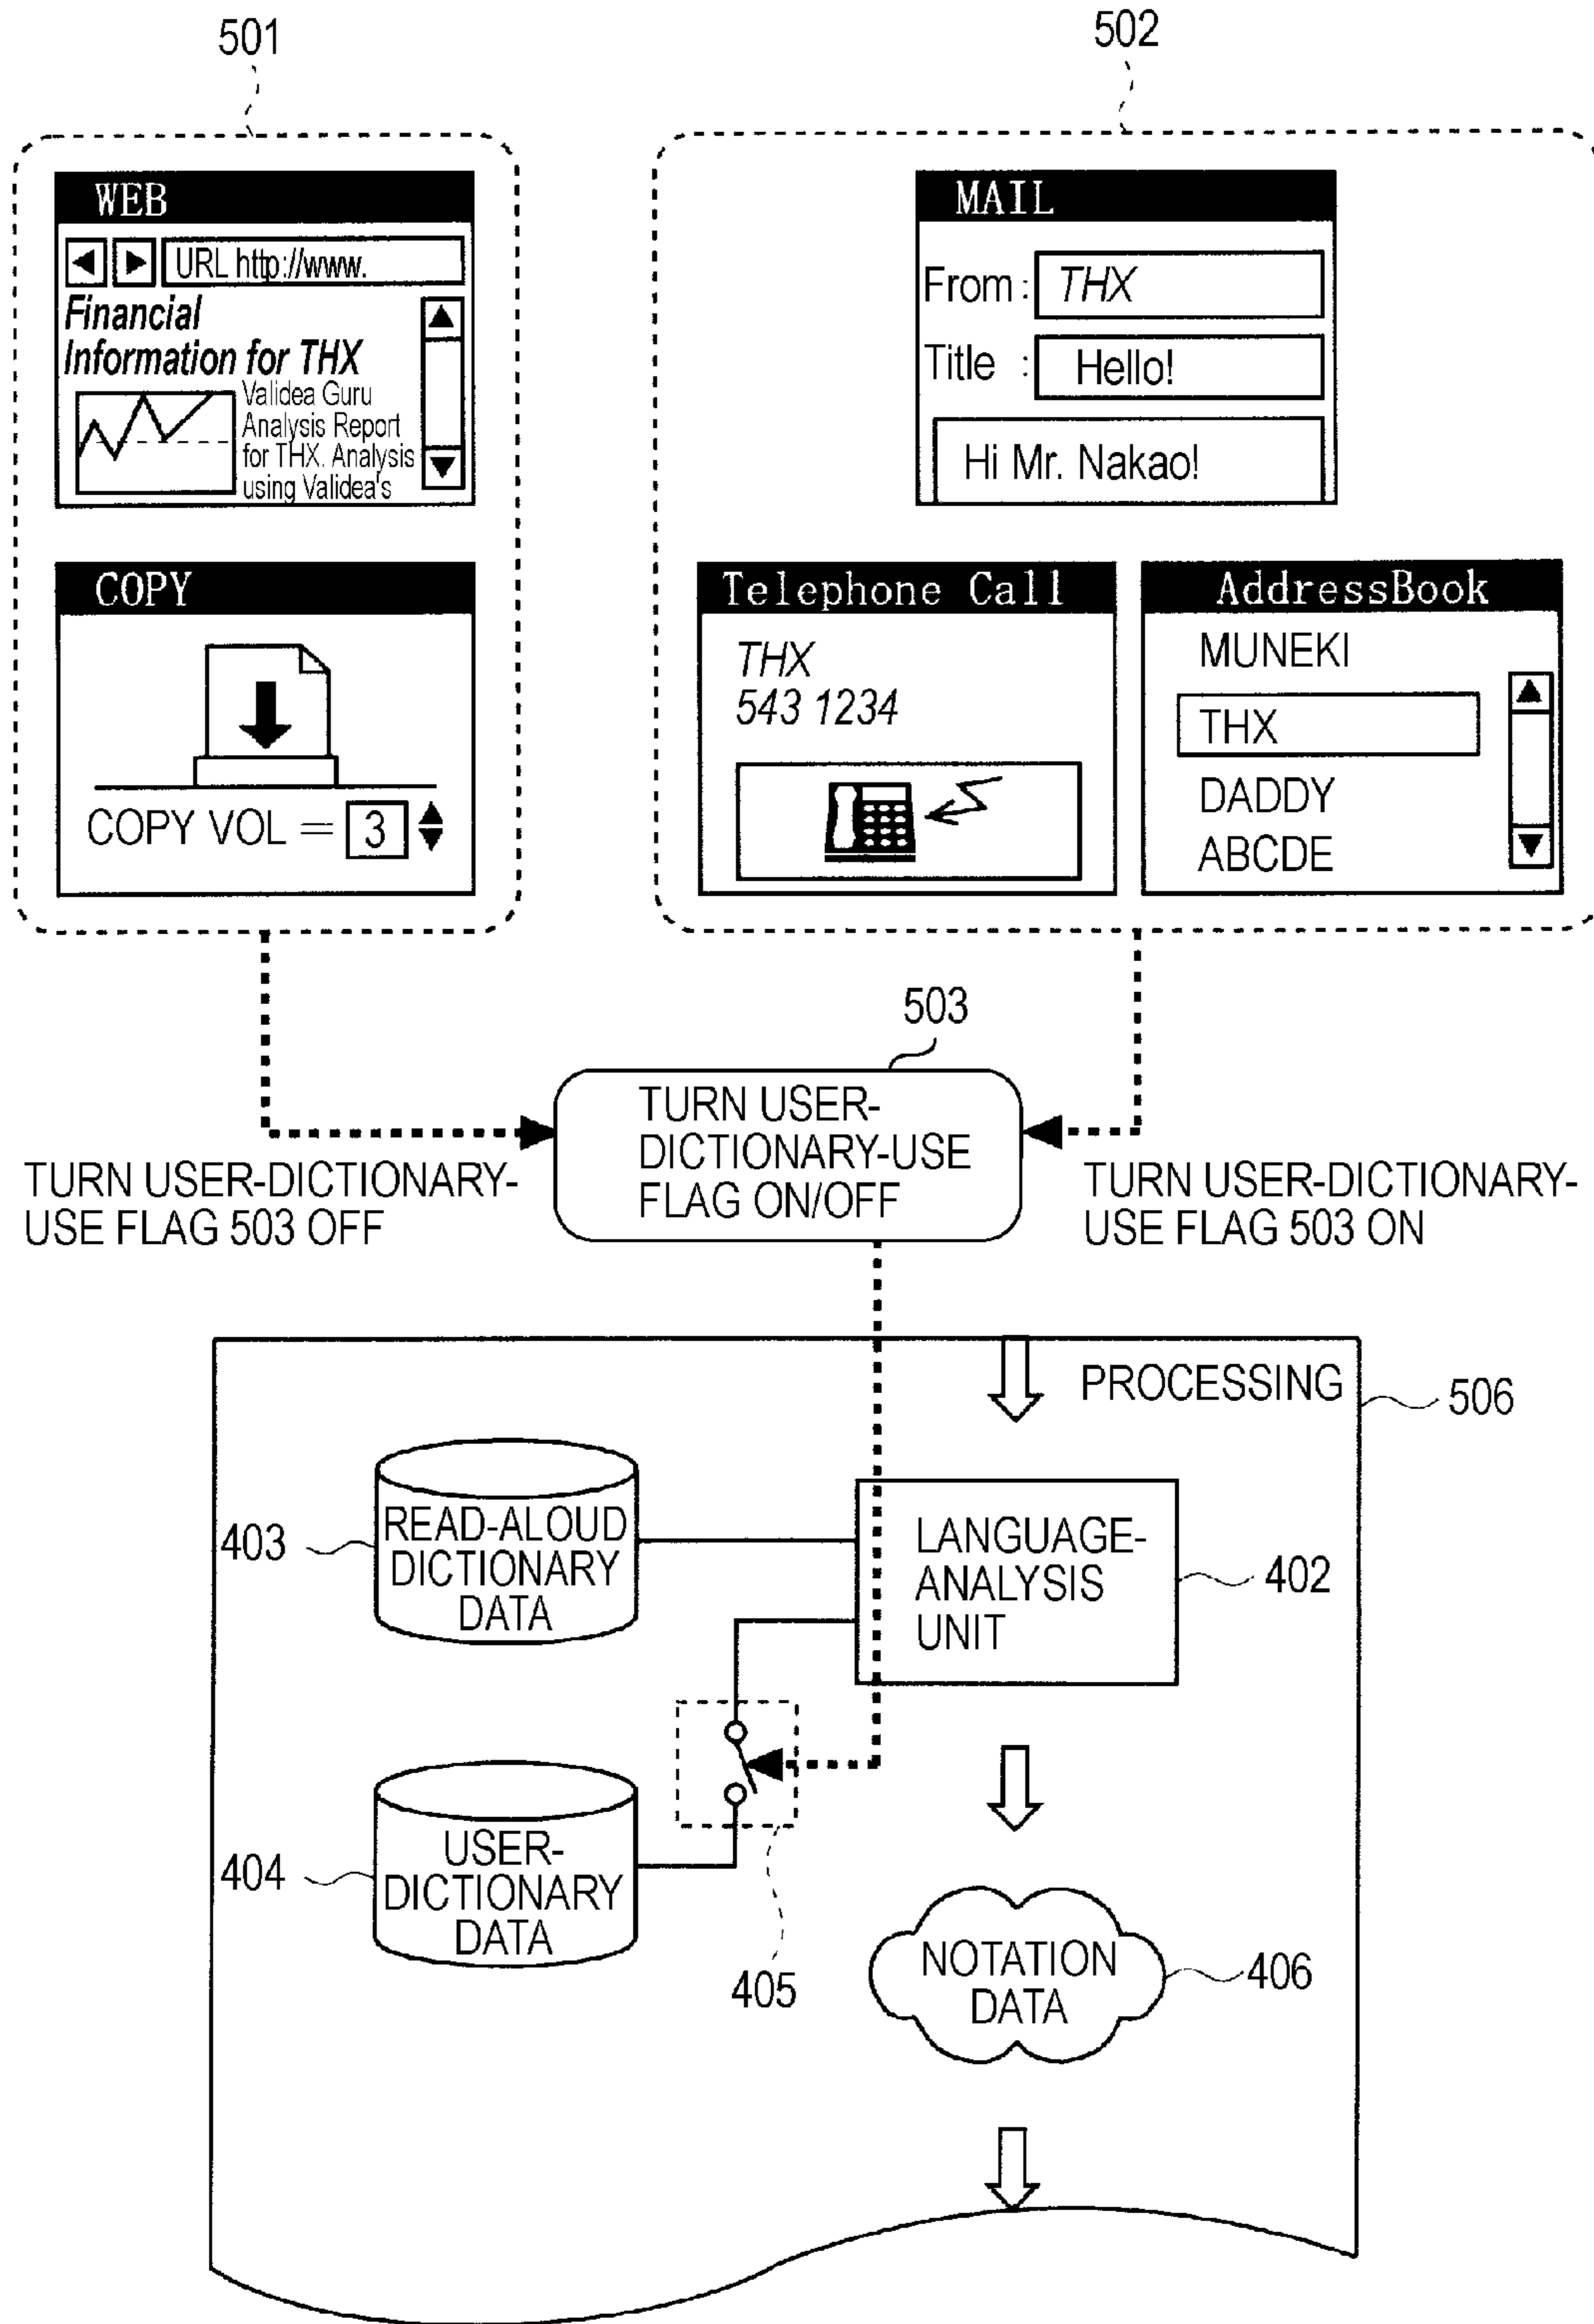 501
502
WEB
URL http://www.
Financial
Information for THX
Validea Guru
Analysis Report
for THX. Analysis
using Validea's
COPY
COPY VOL = 3
MAIL
From : THX
Title : Hello!
Hi Mr. Nakao!
Telephone Call
THX
543 1234
AddressBook
MUNEKI
THX
DADDY
ABCDE
503
TURN USER-
DICTIONARY-USE
FLAG ON/OFF
TURN USER-DICTIONARY-
USE FLAG 503 OFF
TURN USER-DICTIONARY-
USE FLAG 503 ON
PROCESSING
506
403
READ-ALOUD
DICTIONARY
DATA
LANGUAGE-
ANALYSIS
UNIT
402
404
USER-
DICTIONARY
DATA
405
NOTATION
DATA
406